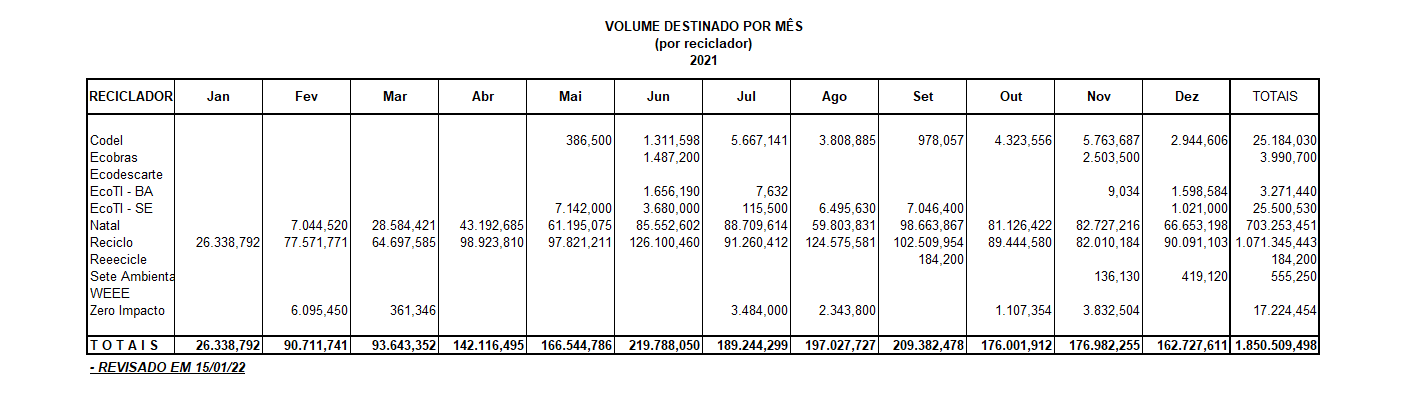 VOLUME DESTINADO POR MÊS
(por reciclador)
2021
RECICLADOR Jan Fev Mar Abr Mai Jun Jul Ago Set Out Nov Dez TOTAIS
Codel 386,500 1.311,598 5.667,141 3.808,885 978,057 4.323,556 5.763,687 2.944,606 25.184,030
Ecobras 1.487,200 2.503,500 3.990,700
Ecodescarte
EcoTI - BA 1.656,190 7,632 9,034 1.598,584 3.271,440
EcoTI - SE 7.142,000 3.680,000 115,500 6.495,630 7.046,400 1.021,000 25.500,530
Natal 7.044,520 28.584,421 43.192,685 61.195,075 85.552,602 88.709,614 59.803,831 98.663,867 81.126,422 82.727,216 66.653,198 703.253,451
Reciclo 26.338,792 77.571,771 64.697,585 98.923,810 97.821,211 126.100,460 91.260,412 124.575,581 102.509,954 89.444,580 82.010,184 90.091,103 1.071.345,443
Reeecicle 184,200 184,200
Sete Ambienta 136,130 419,120 555,250
WEEE
Zero Impacto 6.095,450 361,346 3.484,000 2.343,800 1.107,354 3.832,504 17.224,454
T O T A I S 26.338,792 90.711,741 93.643,352 142.116,495 166.544,786 219.788,050 189.244,299 197.027,727 209.382,478 176.001,912 176.982,255 162.727,611 1.850.509,498
- REVISADO EM 15/01/22